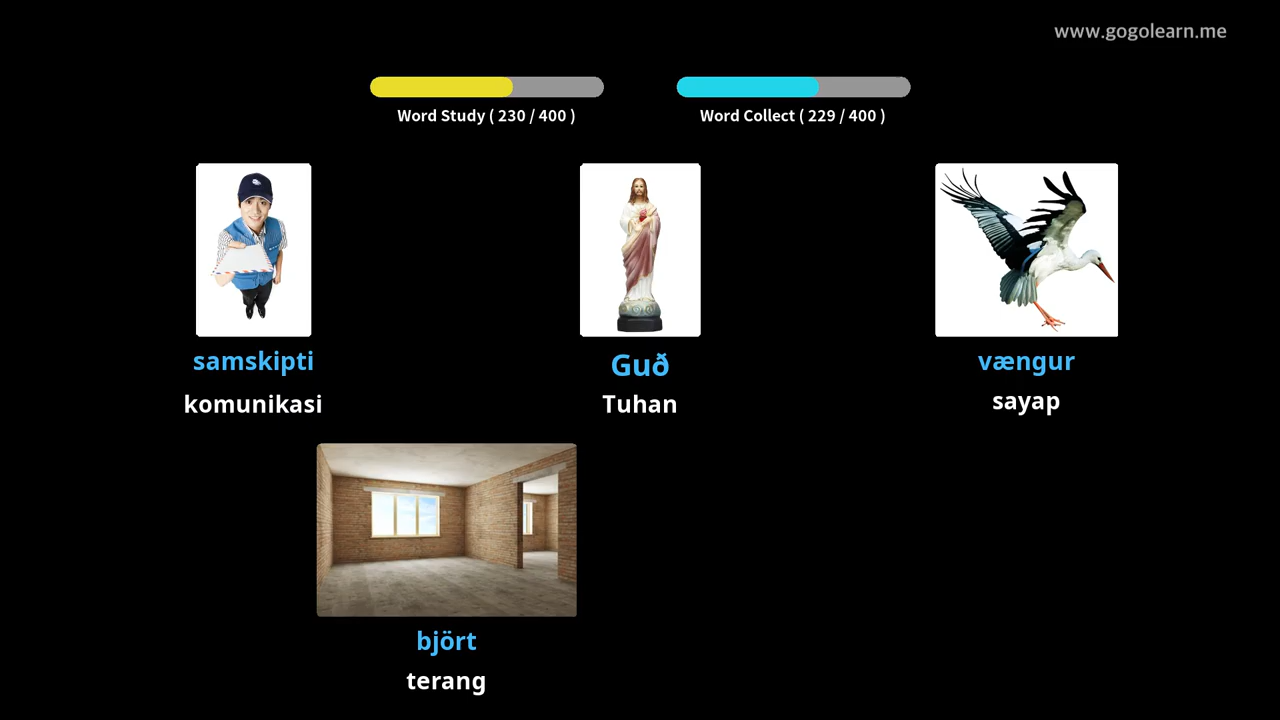 www.gogolearn.me
Word Study ( 230 / 400 )
Word Collect ( 229 / 400 )
samskipti
Guð
vængur
komunikasi
Tuhan
sayap
björt
terang